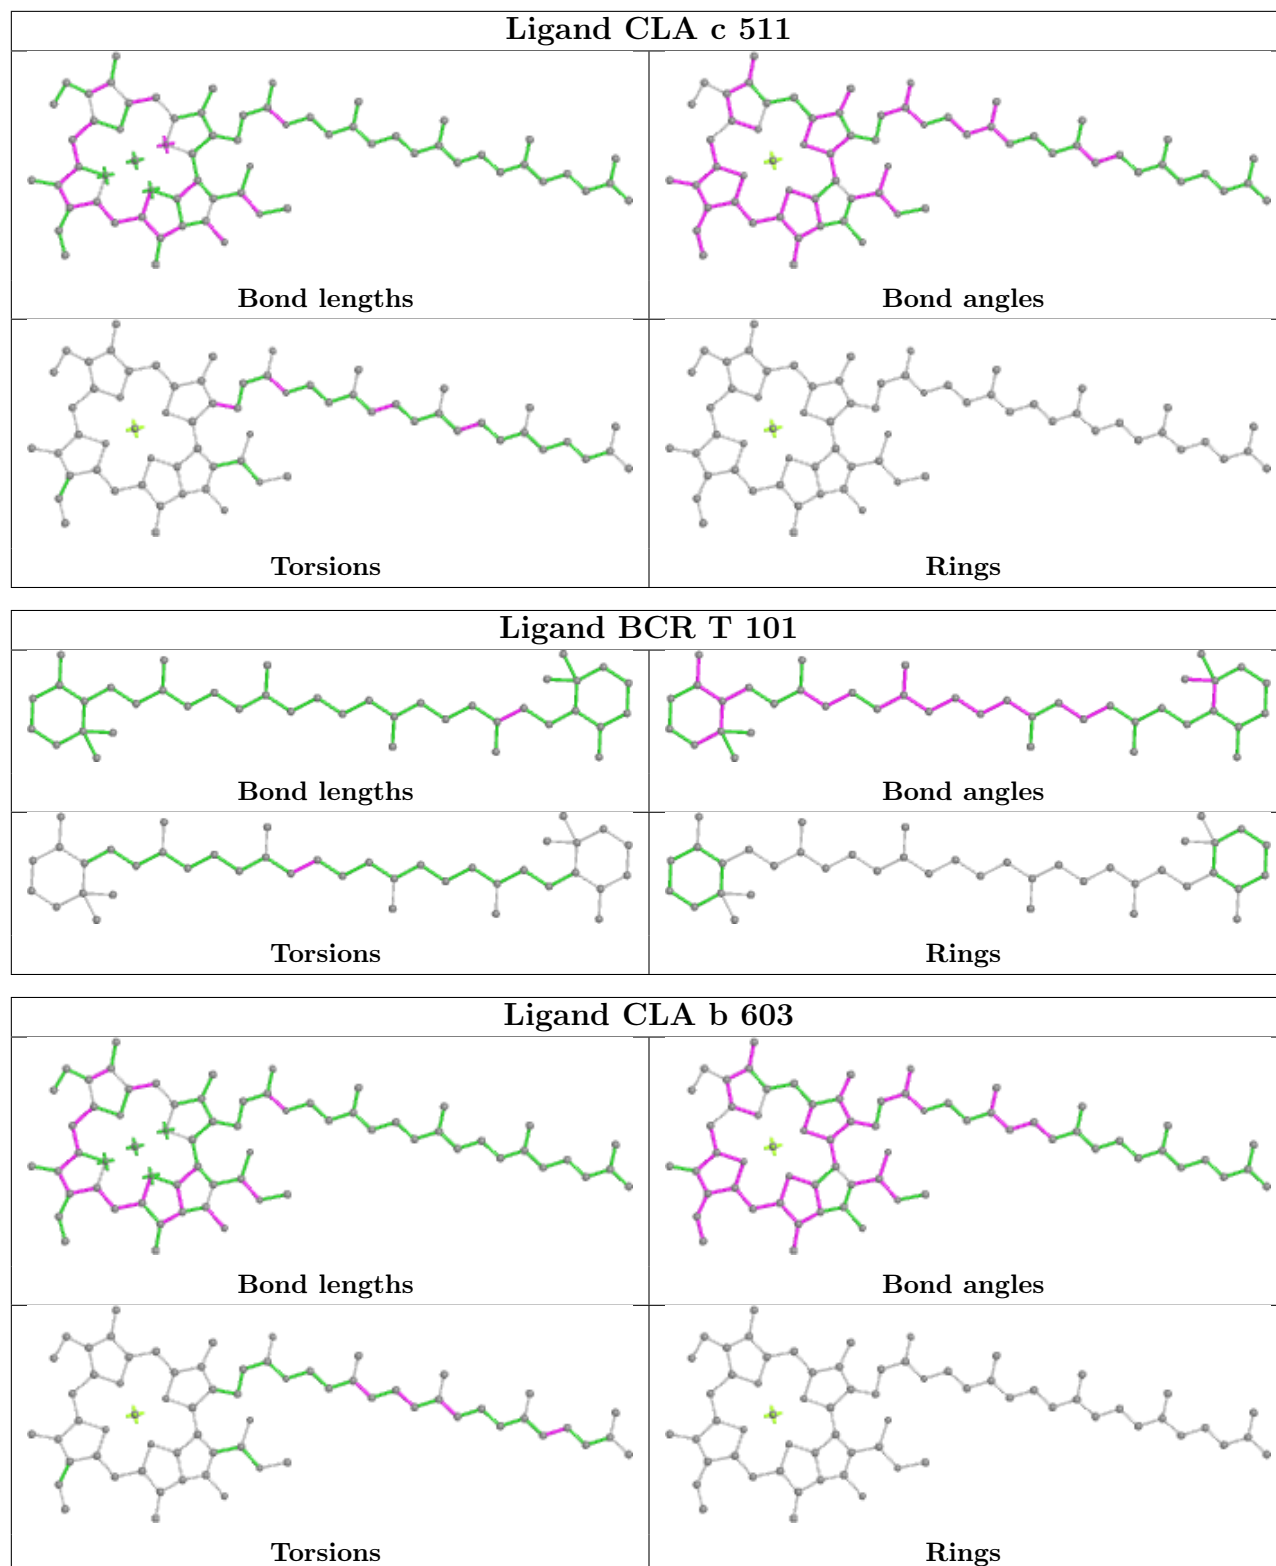 Ligand CLA c 511
Bond lengths
Bond angles
Torsions
Rings
Ligand BCR T 101
Bond lengths
Bond angles
Torsions
Rings
Ligand CLA b 603
Bond lengths
Bond angles
Torsions
Rings